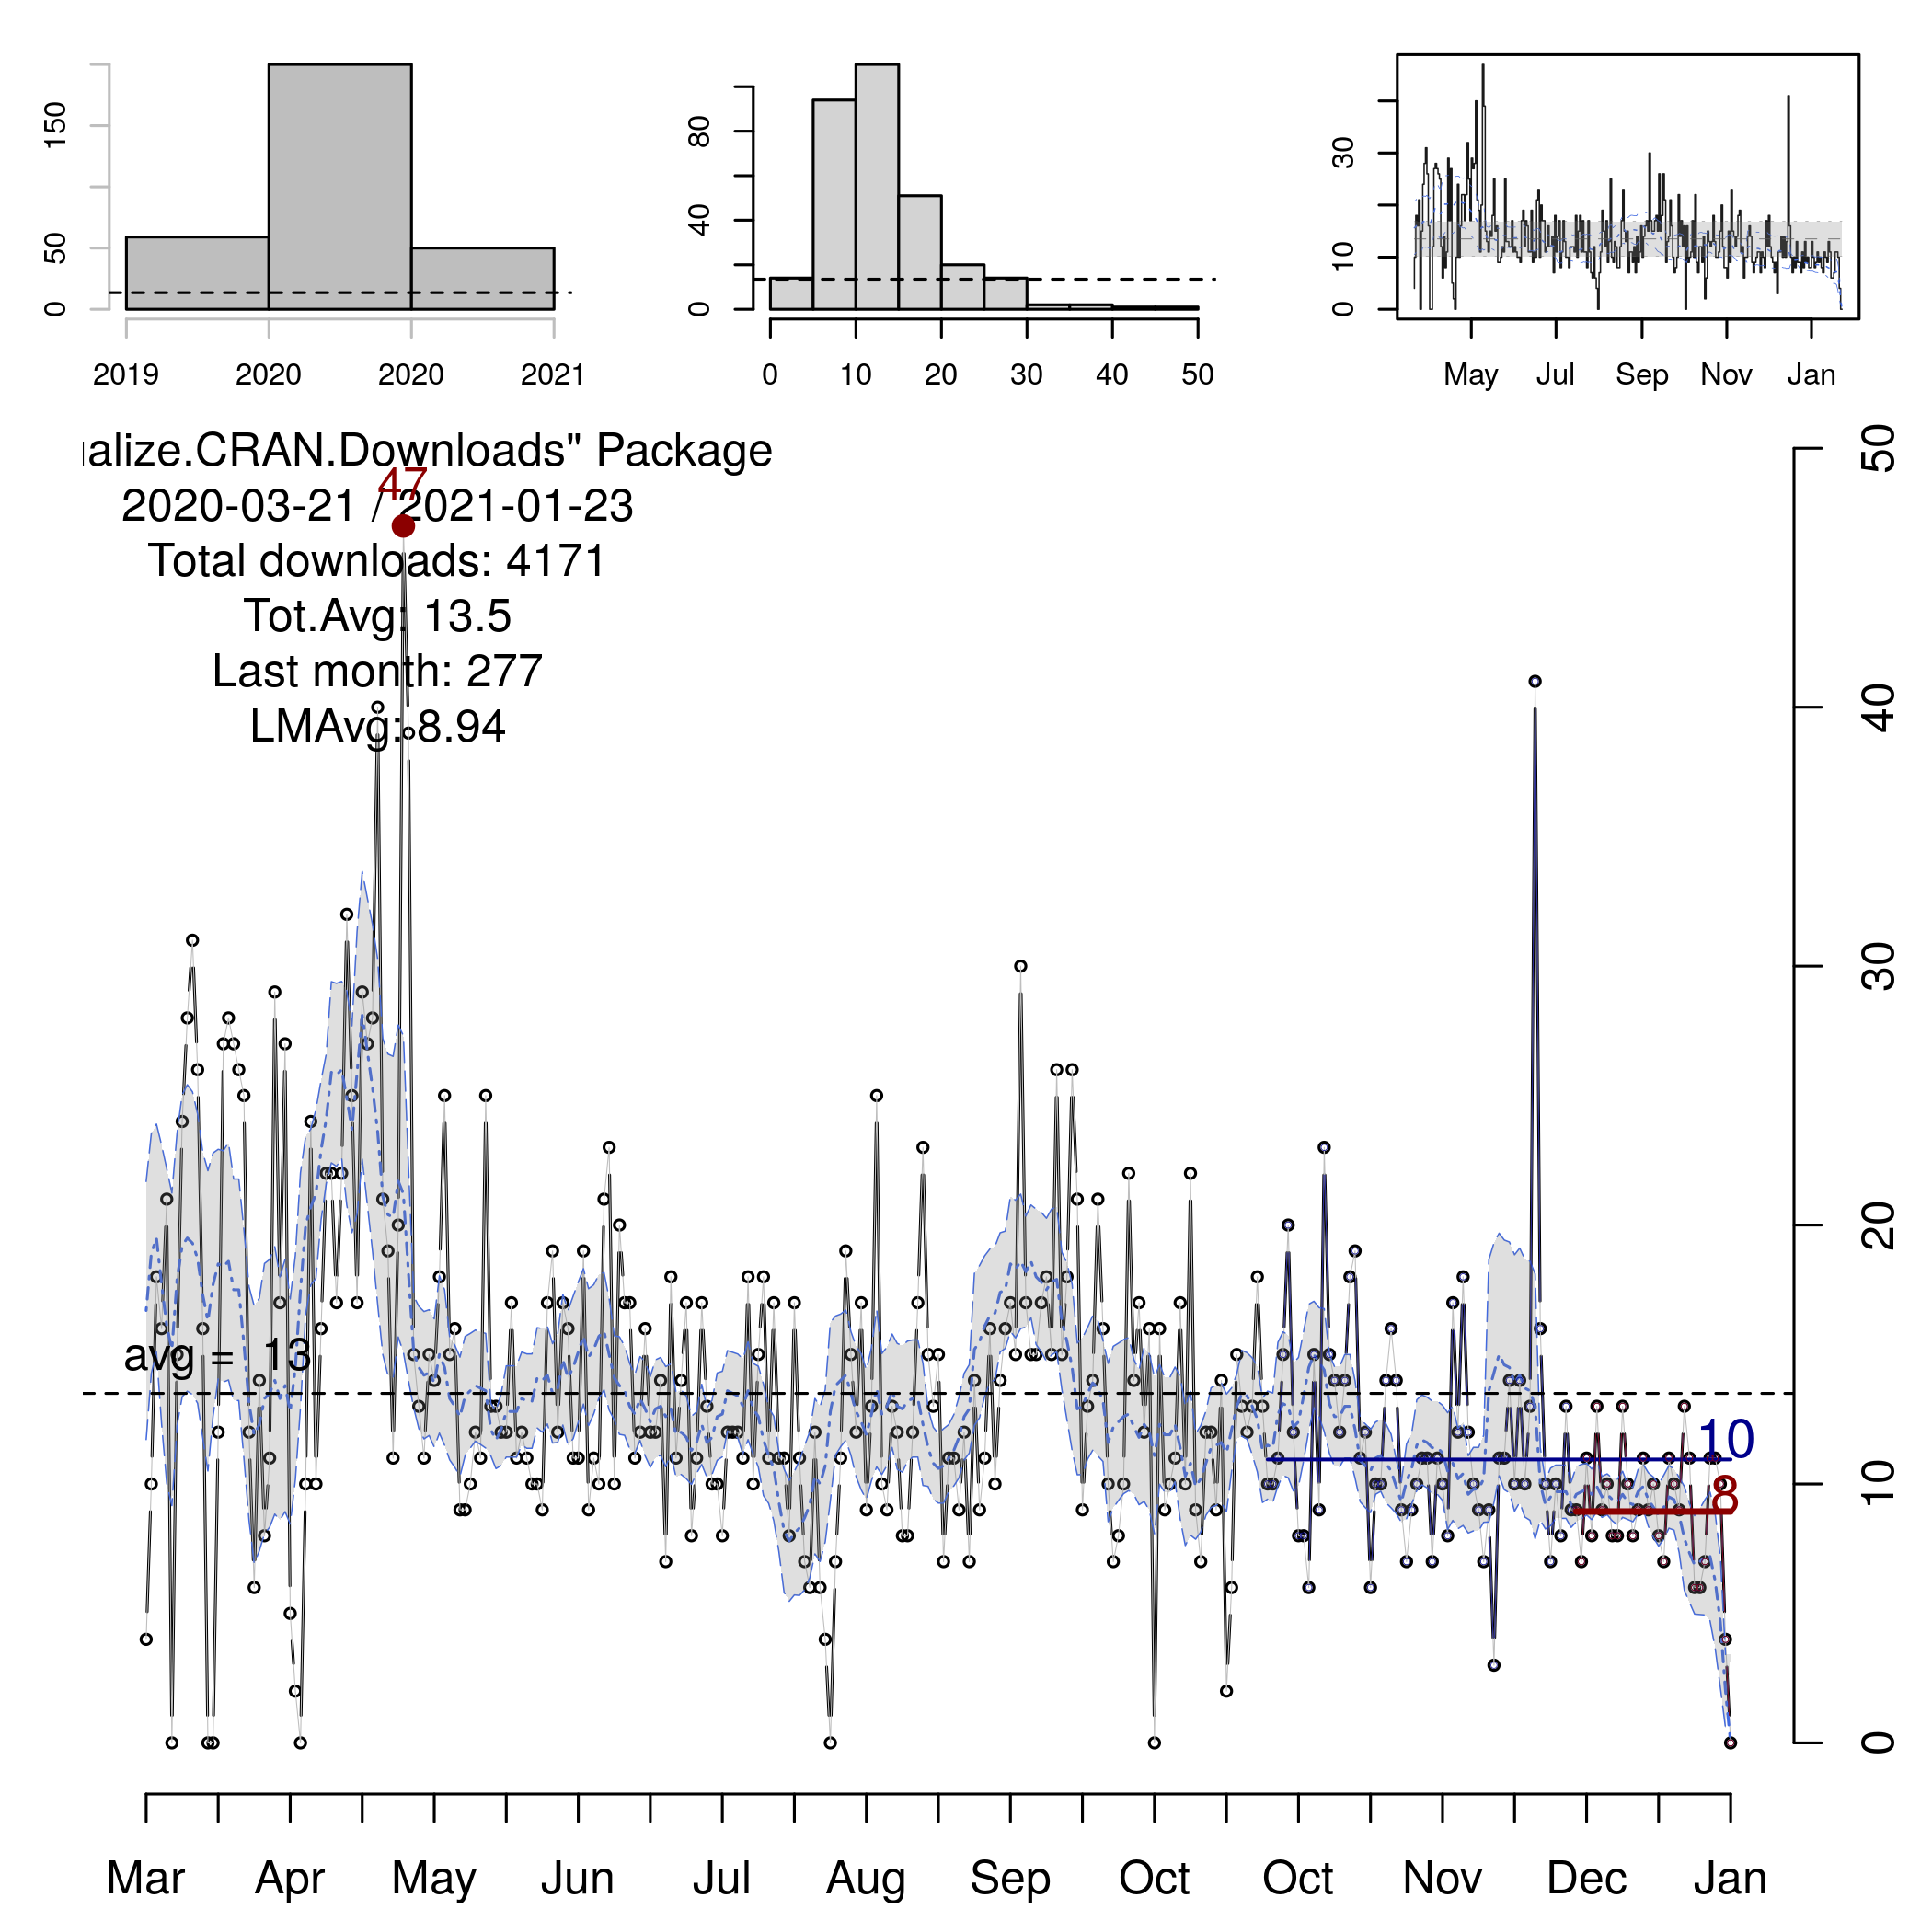 0 50 150
2019 2020 2020 2021
0 40 80
0 10 20 30 40 50
0 10 30
May Jul Sep Nov Jan
alize.CRAN.Downloads" Package
47
2020-03-21 / 2021-01-23
Total downloads: 4171
Tot.Avg: 13.5
Last month: 277
LMAvg: 8.94
avg = 13
10
8
0 10 20 30 40 50
Mar Apr May Jun Jul Aug Sep Oct Oct Nov Dec Jan